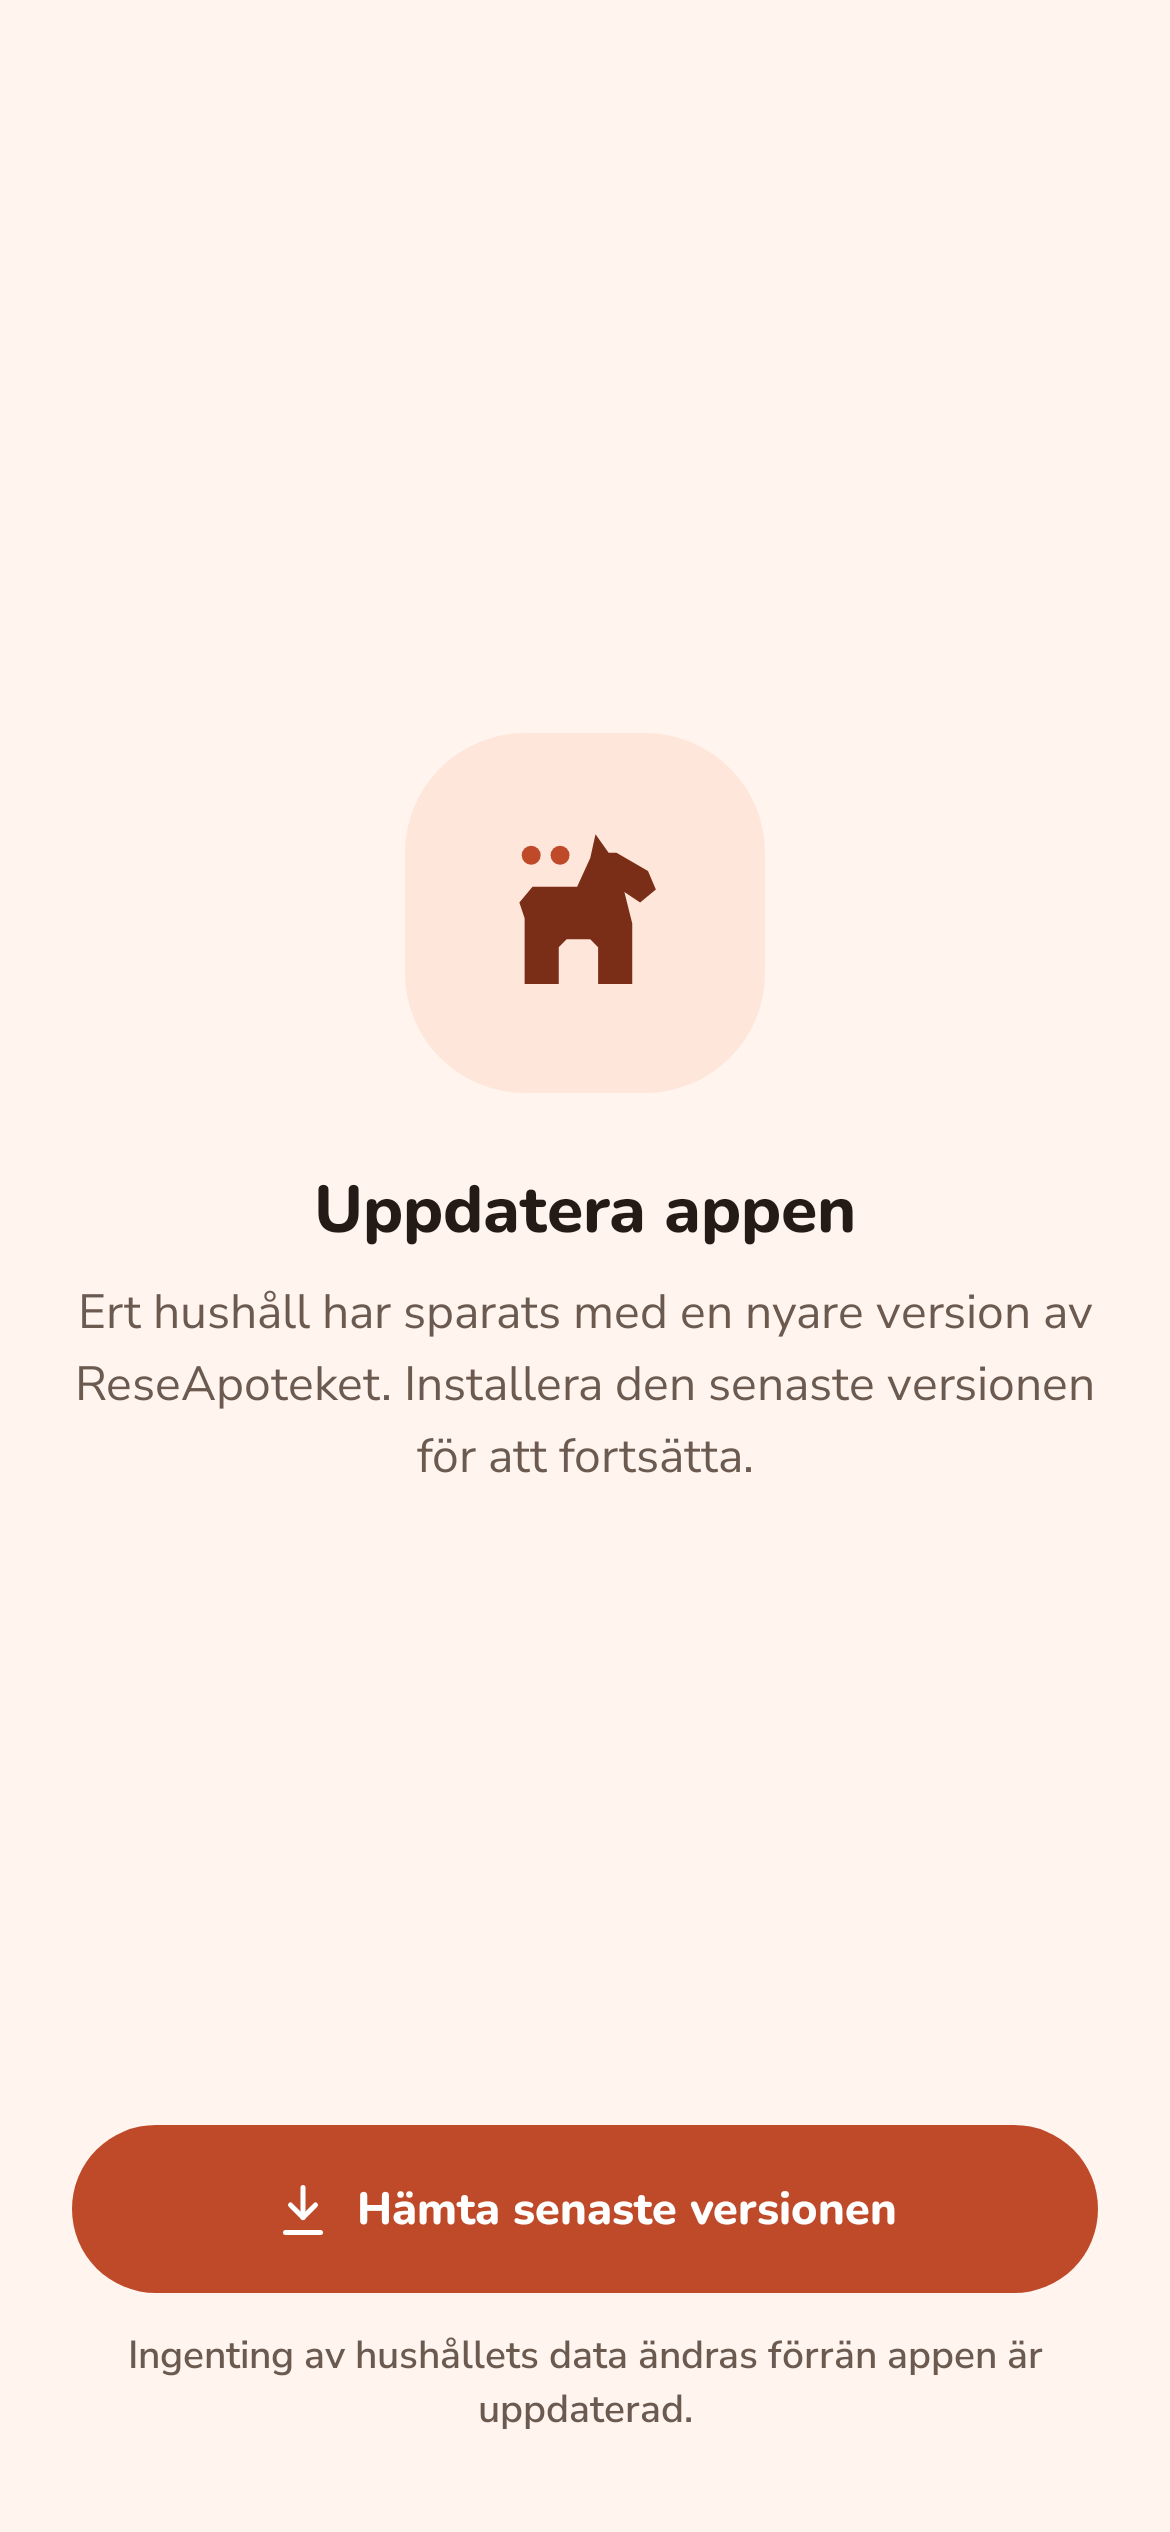 Uppdatera appen
Ert hushåll har sparats med en nyare version av
ReseApoteket. Installera den senaste versionen
för att fortsätta.
Hämta senaste versionen
Ingenting av hushållets data ändras förrän appen är
uppdaterad.